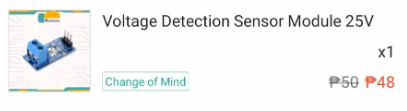 Voltage Detection Sensor Module 25V
x1
Change of Mind
₱50 ₱48